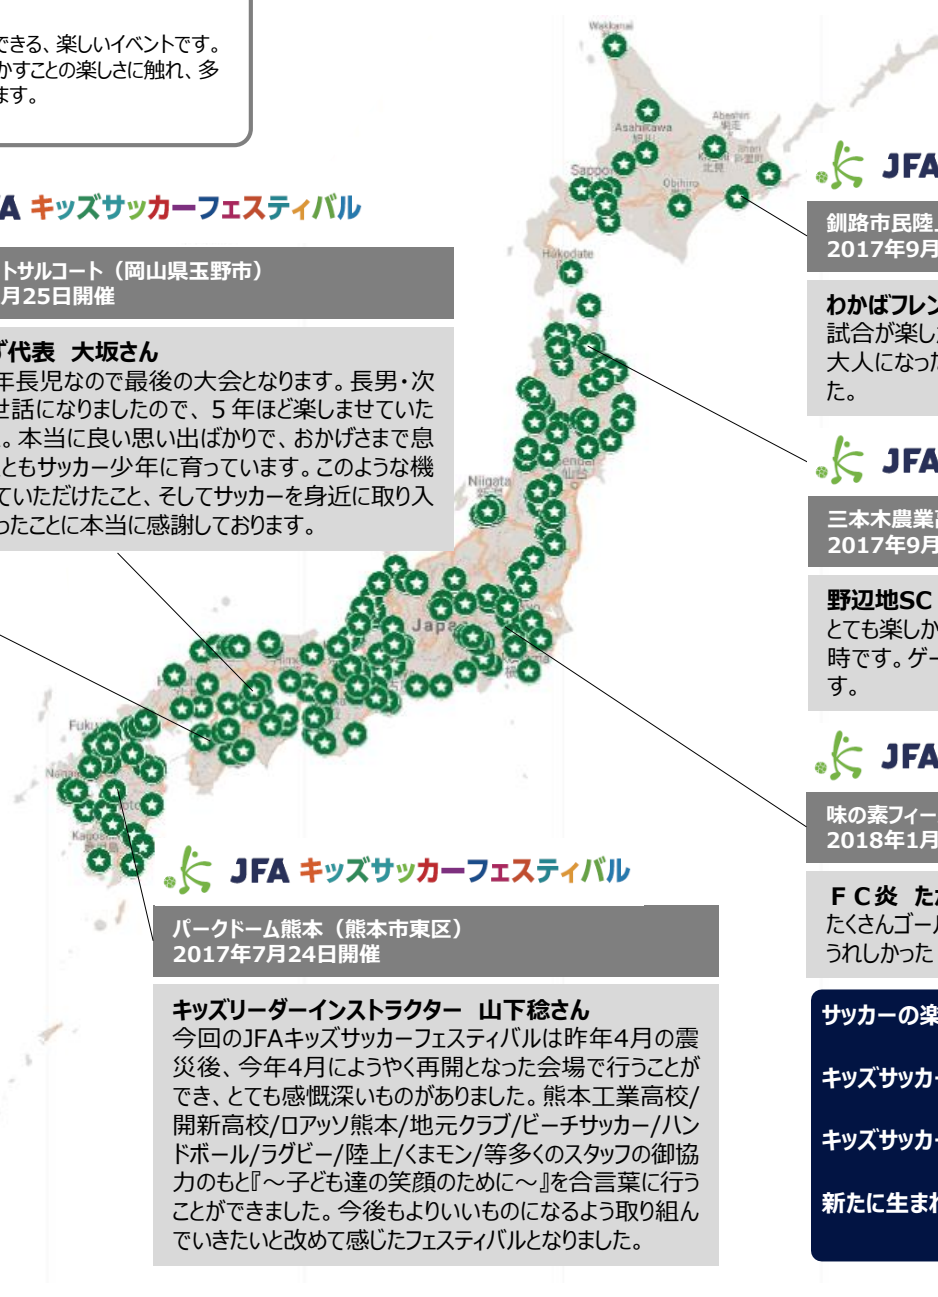 できる、楽しいイベントです。
かすことの楽しさに触れ、多
ます。
Wakkanai
Asahikawa
Abashiri
Sappor
Obihiro
北見
Hakodate
Niigata
仙台
Japa
JFA
釧路市民陸
2017年9月
わかばフレン
試合が楽し
大人になった
た。
A キッズサッカーフェスティバル
トサルコート（岡山県玉野市）
月25日開催
代表 大坂さん
年長児なので最後の大会となります。長男・次
世話になりましたので、5年ほど楽しませていた
。本当に良い思い出ばかりで、おかげさまで息
ともサッカー少年に育っています。このような機
ていただけたこと、そしてサッカーを身近に取り入
ったことに本当に感謝しております。
JFA
三本木農業
2017年9月
野辺地SC
とても楽しか
時です。ゲー
す。
JFA
味の素フィー
2018年1月
ＦＣ炎 た
たくさんゴール
うれしかった
JFA キッズサッカーフェスティバル
パークドーム熊本（熊本市東区）
2017年7月24日開催
キッズリーダーインストラクター 山下稔さん
今回のJFAキッズサッカーフェスティバルは昨年4月の震
災後、今年4月にようやく再開となった会場で行うことが
でき、とても感慨深いものがありました。熊本工業高校/
開新高校/ロアッソ熊本/地元クラブ/ビーチサッカー/ハン
ドボール/ラグビー/陸上/くまモン/等多くのスタッフの御協
力のもと『～子ども達の笑顔のために～』を合言葉に行う
ことができました。今後もよりいいものになるよう取り組ん
でいきたいと改めて感じたフェスティバルとなりました。
サッカーの楽
キッズサッカー
キッズサッカー
新たに生まれ